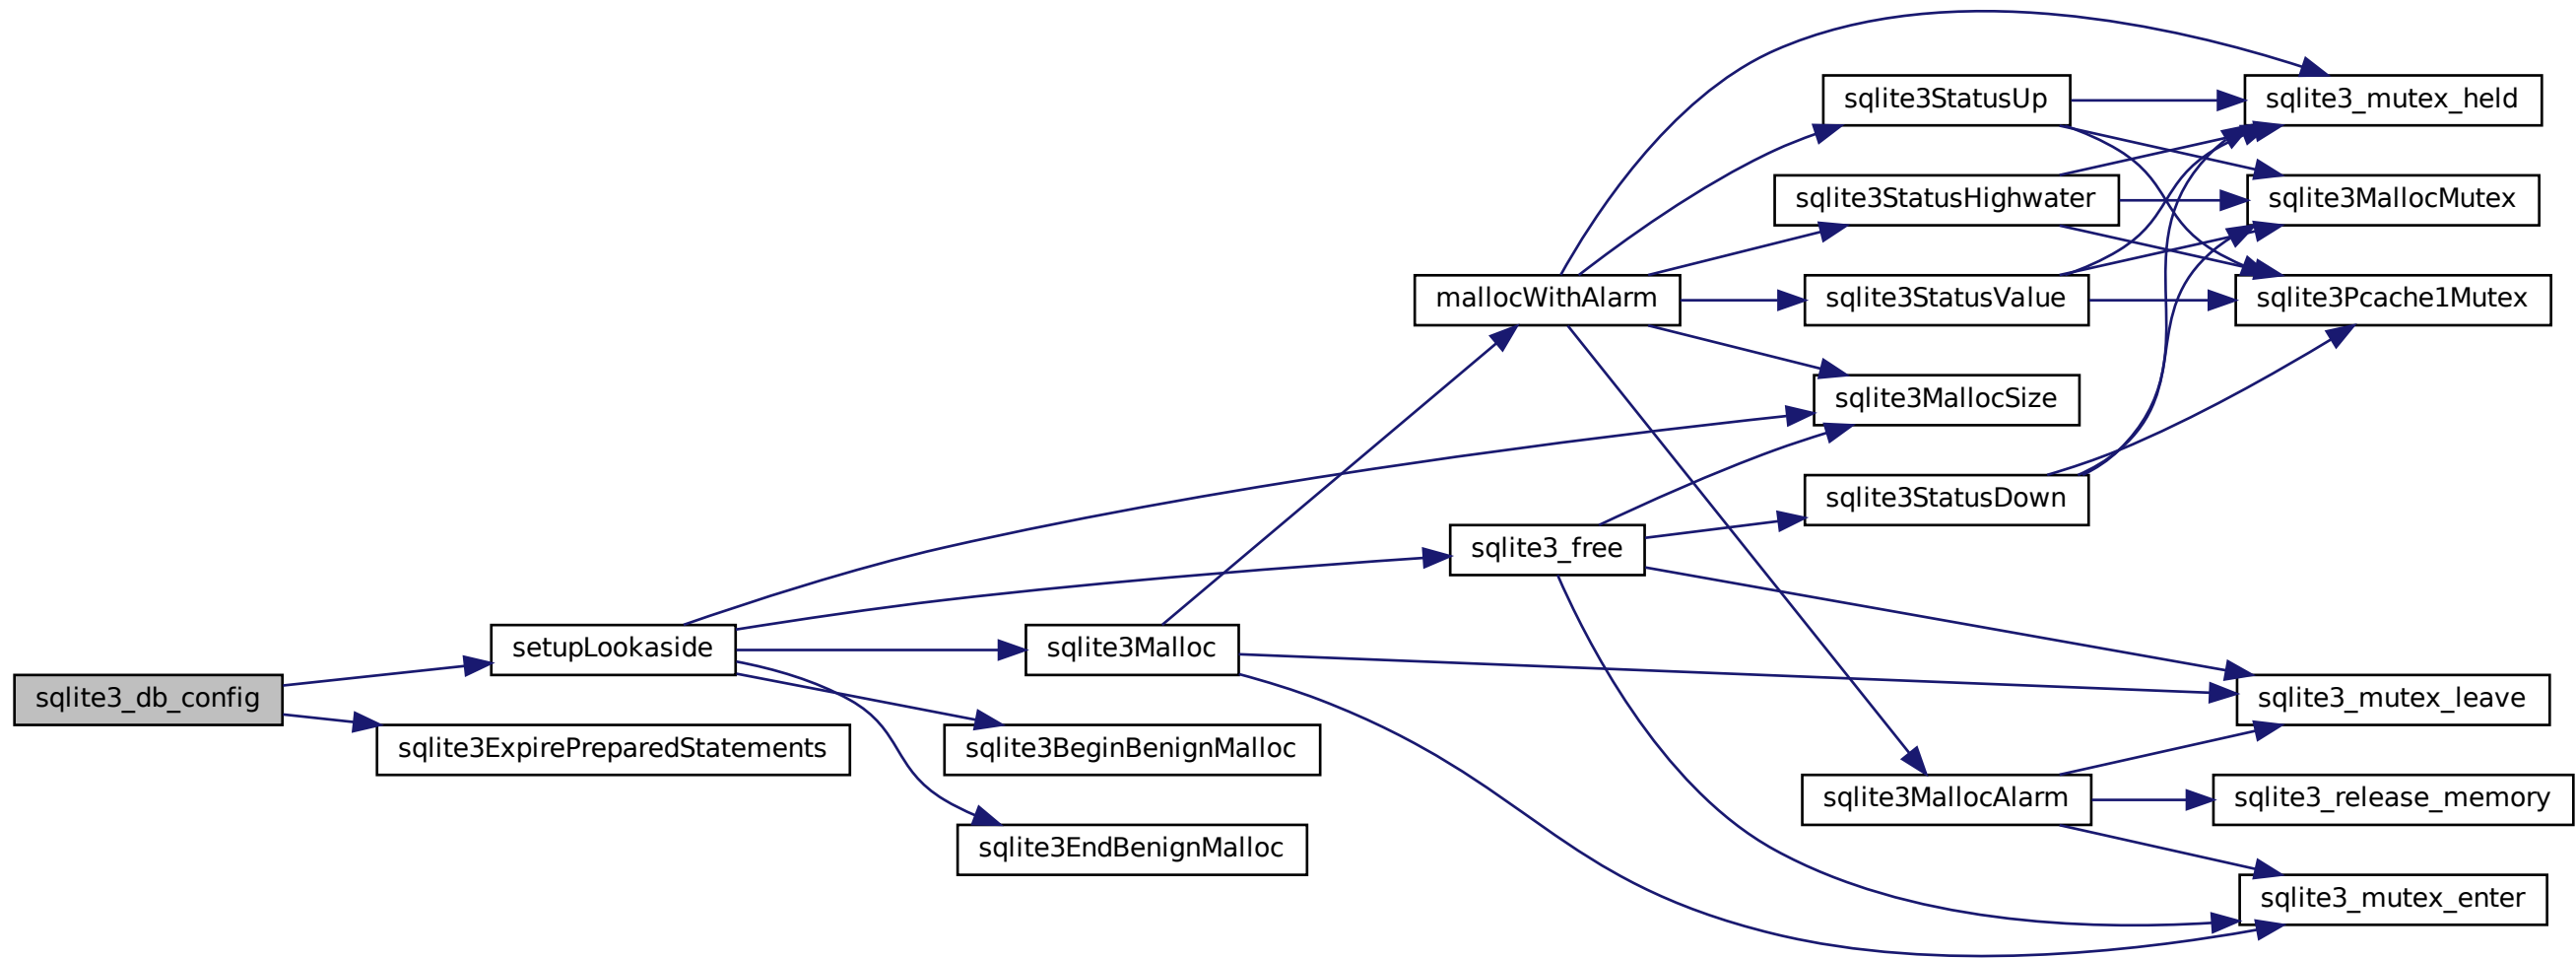 sqlite3StatusUp
sqlite3_mutex_held
sqlite3StatusHighwater
sqlite3MallocMutex
mallocWithAlarm
sqlite3StatusValue
sqlite3Pcache1Mutex
sqlite3MallocSize
sqlite3StatusDown
sqlite3_free
setupLookaside
sqlite3Malloc
sqlite3_db_config
sqlite3_mutex_leave
sqlite3ExpirePreparedStatements
sqlite3BeginBenignMalloc
sqlite3MallocAlarm
sqlite3_release_memory
sqlite3EndBenignMalloc
sqlite3_mutex_enter